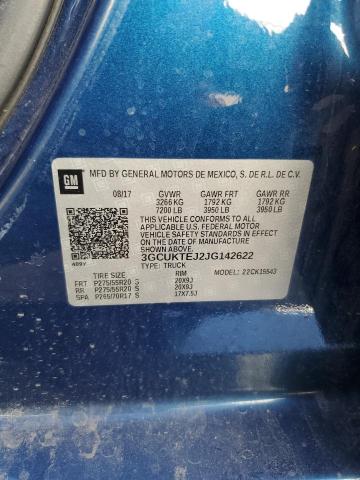 GM
MFD BY GENERAL MOTORS DE MEXICO, S. DE R.L. DE C.V.
08/17 GVWR GAWR FRT GAWR RR
3266 KG 1792 KG 1792 KG
7200 LB 3950 LB 3950 LB
THIS VEHICLE CONFORMS TO ALL
APPLICABLE U.S. FEDERAL MOTOR
VEHICLE SAFETY STANDARDS IN
EFFECT ON THE DATE OF
MANUFACTURE SHOWN ABOVE.
3GCUKTEJ2JG142622
TYPE: TRUCK
MODEL: 22CK15543
TIRE SIZE RIM
FRT P275/55R20 S 20X9J
RR P275/55R20 S 20X9J
SPA P265/70R17 S 17X7.5J